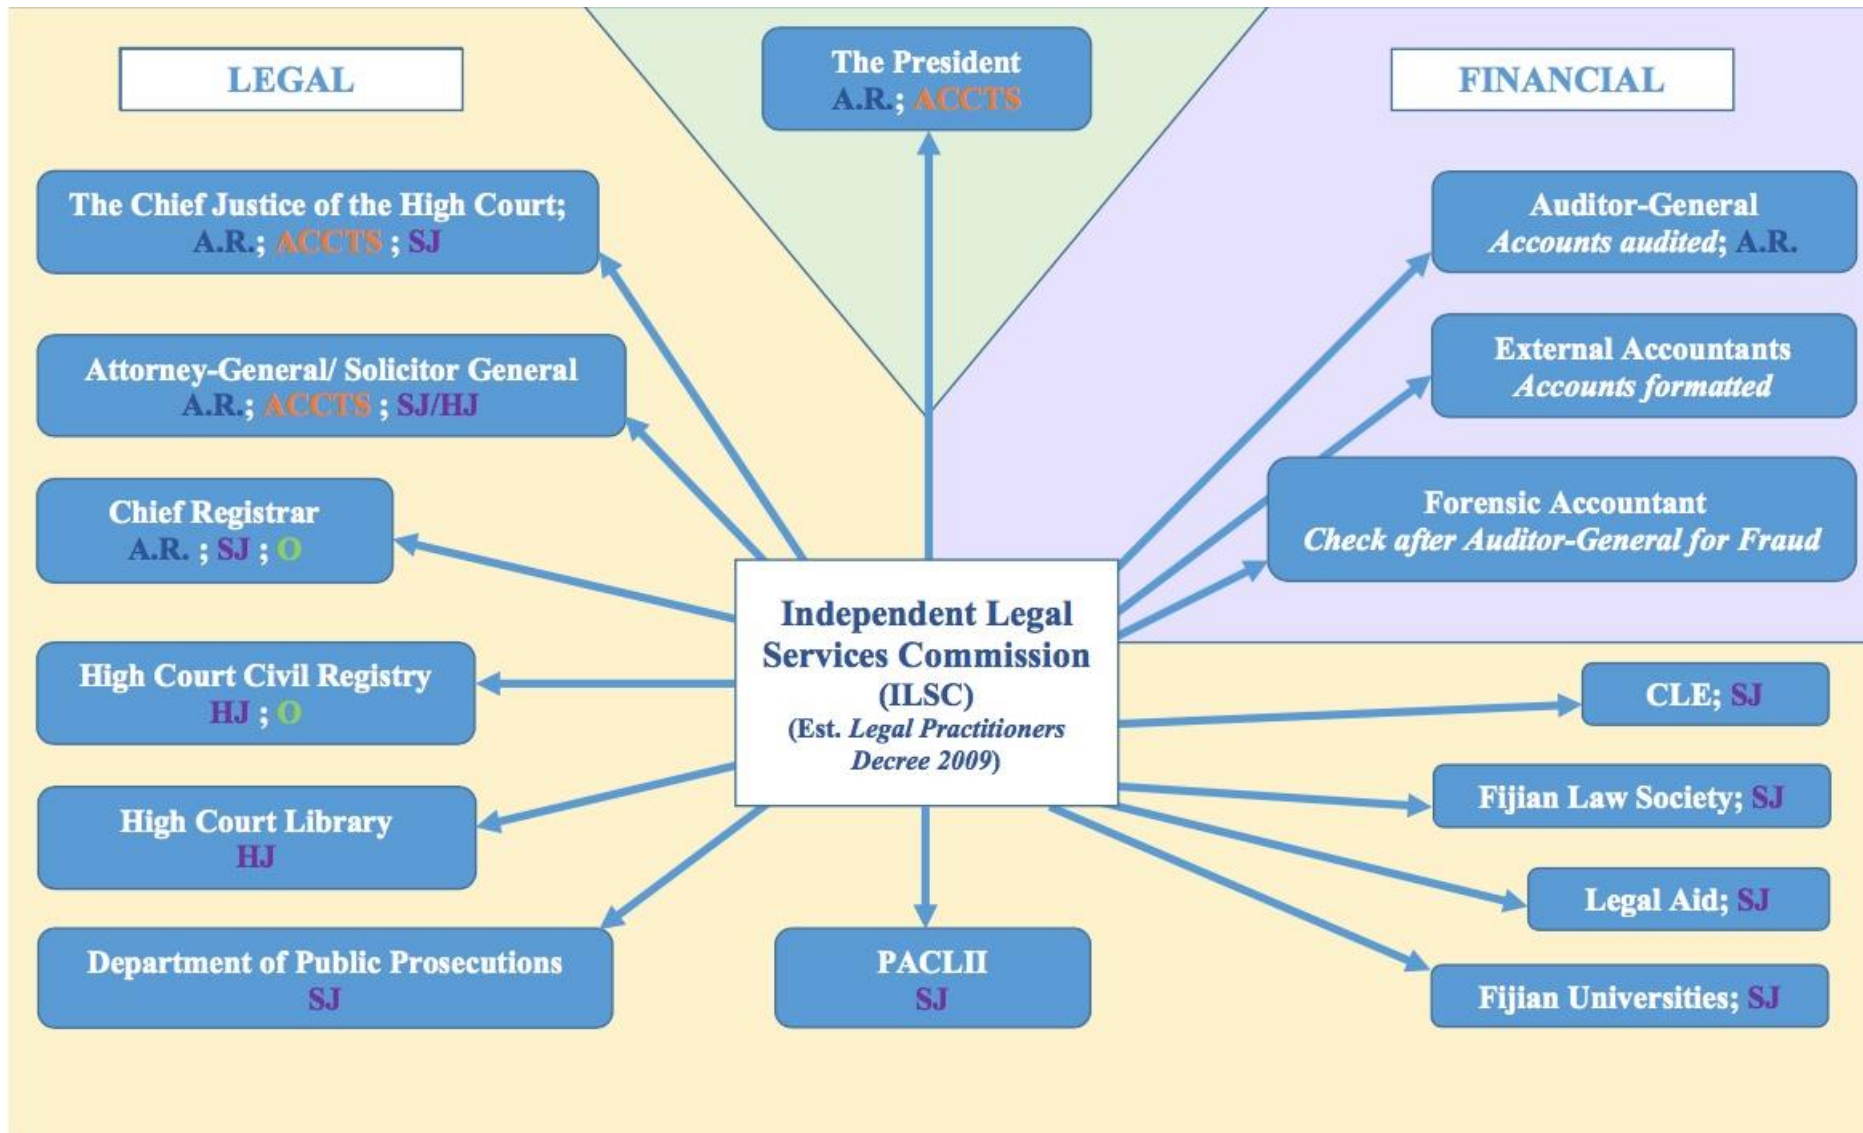 LEGAL
The President
A.R.; ACCTS
FINANCIAL
The Chief Justice of the High Court;
A.R.; ACCTS ; SJ
Attorney-General/ Solicitor General
A.R.; ACCTS ; SJ/HJ
Chief Registrar
A.R. ; SJ ; O
High Court Civil Registry
HJ ; O
High Court Library
HJ
Department of Public Prosecutions
SJ
Independent Legal
Services Commission
(ILSC)
(Est. Legal Practitioners
Decree 2009)
PACLII
SJ
Auditor-General
Accounts audited; A.R.
External Accountants
Accounts formatted
Forensic Accountant
Check after Auditor-General for Fraud
CLE; SJ
Fijian Law Society; SJ
Legal Aid; SJ
Fijian Universities; SJ